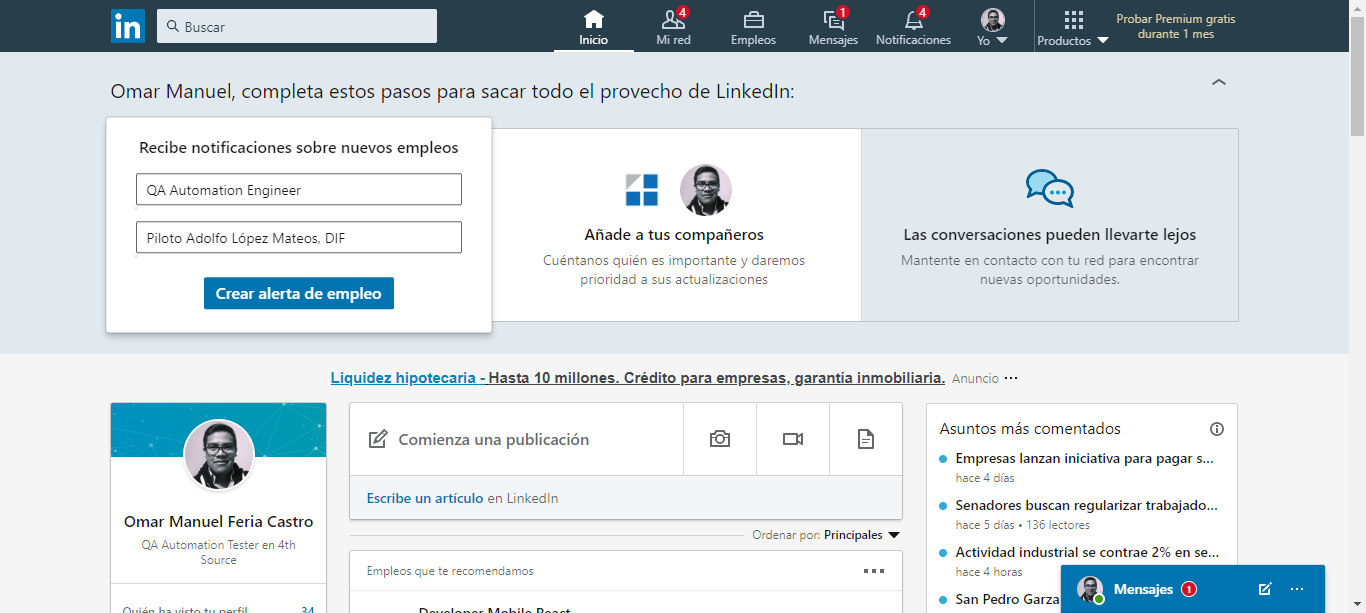 in Buscar
4 1 4
Inicio Mi red Empleos Mensajes Notificaciones Yo Productos
Probar Premium gratis
durante 1 mes
Omar Manuel, completa estos pasos para sacar todo el provecho de LinkedIn:
Recibe notificaciones sobre nuevos empleos
QA Automation Engineer
Piloto Adolfo López Mateos, DIF
Crear alerta de empleo
Añade a tus compañeros
Cuéntanos quién es importante y daremos
prioridad a sus actualizaciones
Las conversaciones pueden llevarte lejos
Mantente en contacto con tu red para encontrar
nuevas oportunidades.
Liquidez hipotecaria - Hasta 10 millones. Crédito para empresas, garantía inmobiliaria. Anuncio ···
Omar Manuel Feria Castro
QA Automation Tester en 4th
Source
Quién ha visto tu perfil 34
Comienza una publicación
Escribe un artículo en LinkedIn
Ordenar por: Principales
Empleos que te recomendamos
Developer Mobile React
Asuntos más comentados
Empresas lanzan iniciativa para pagar s...
hace 4 días
Senadores buscan regularizar trabajado...
hace 5 días • 136 lectores
Actividad industrial se contrae 2% en se...
hace 4 horas
San Pedro Garza
Mensajes 1